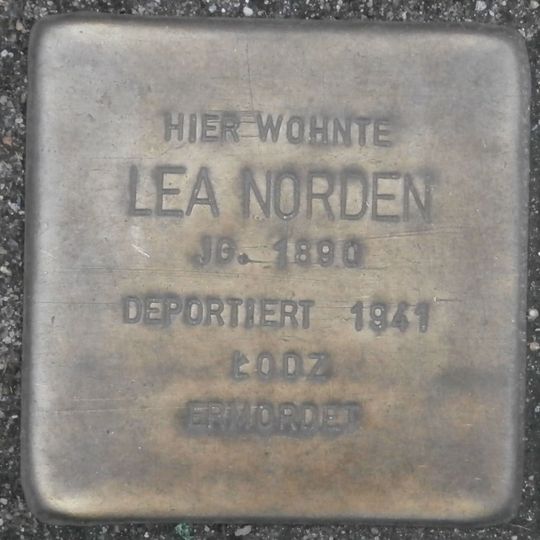 HIER WOHNTE
LEA NORDEN
JG. 1890
DEPORTIERT 1941
ŁODZ
ERMORDET